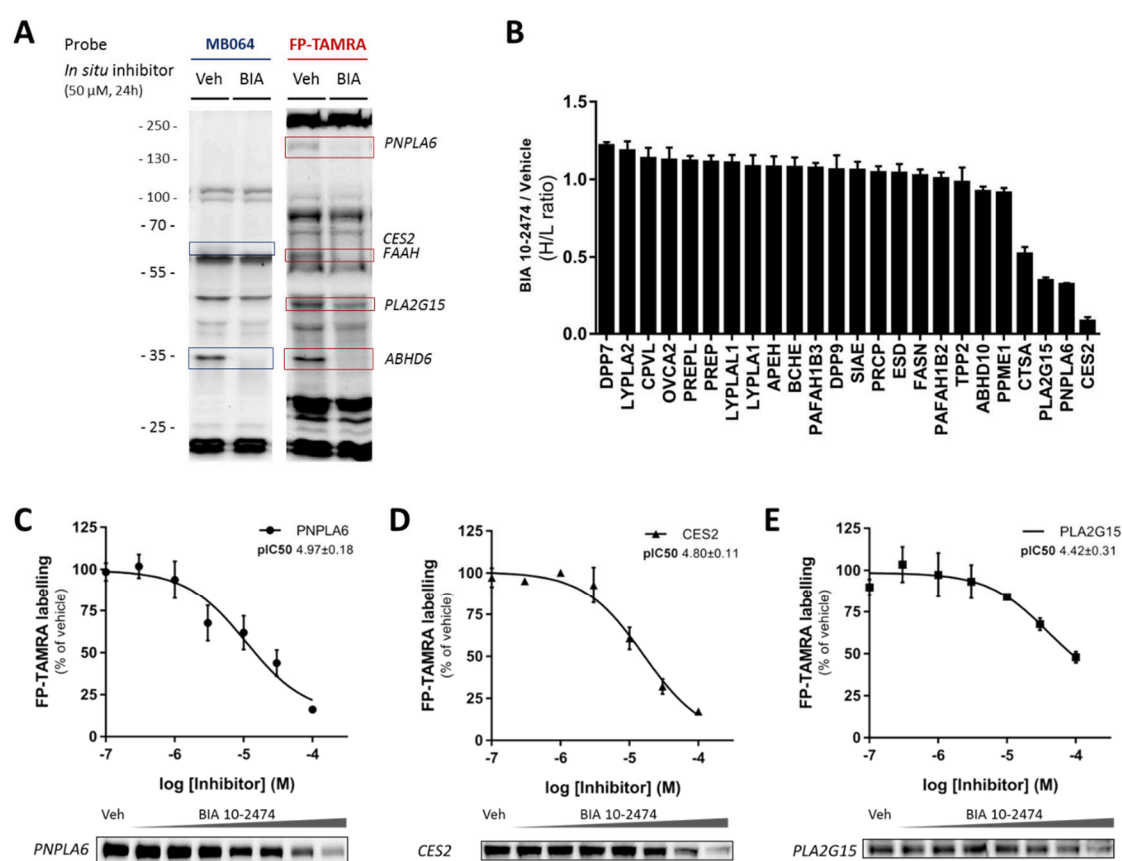 A
Probe MB064 FP-TAMRA
In situ inhibitor
(50 µM, 24h)
Veh BIA Veh BIA
- 250 -
- 130 -
- 100 -
- 70 -
- 55 -
- 35 -
- 25 -
PNPLA6
CES2
FAAH
PLA2G15
ABHD6
B
BIA 10-2474 / Vehicle
(H/L ratio)
1.5
1.0
0.5
0.0
DPP7
LYPLA2
CPVL
OVCA2
PREPL
PREP
LYPLAL1
LYPLA1
APEH
BCHE
PAFAH1B3
DPP9
SIAE
PRCP
ESD
FASN
PAFAH1B2
TPP2
ABHD10
PPME1
CTSA
PLA2G15
PNPLA6
CES2
C
PNPLA6
pIC50 4.97±0.18
FP-TAMRA labelling
(% of vehicle)
125
100
75
50
25
0
-7 -6 -5 -4
log [Inhibitor] (M)
Veh BIA 10-2474
PNPLA6
D
CES2
pIC50 4.80±0.11
FP-TAMRA labelling
(% of vehicle)
125
100
75
50
25
0
-7 -6 -5 -4
log [Inhibitor] (M)
Veh BIA 10-2474
CES2
E
PLA2G15
pIC50 4.42±0.31
FP-TAMRA labelling
(% of vehicle)
125
100
75
50
25
0
-7 -6 -5 -4
log [Inhibitor] (M)
Veh BIA 10-2474
PLA2G15